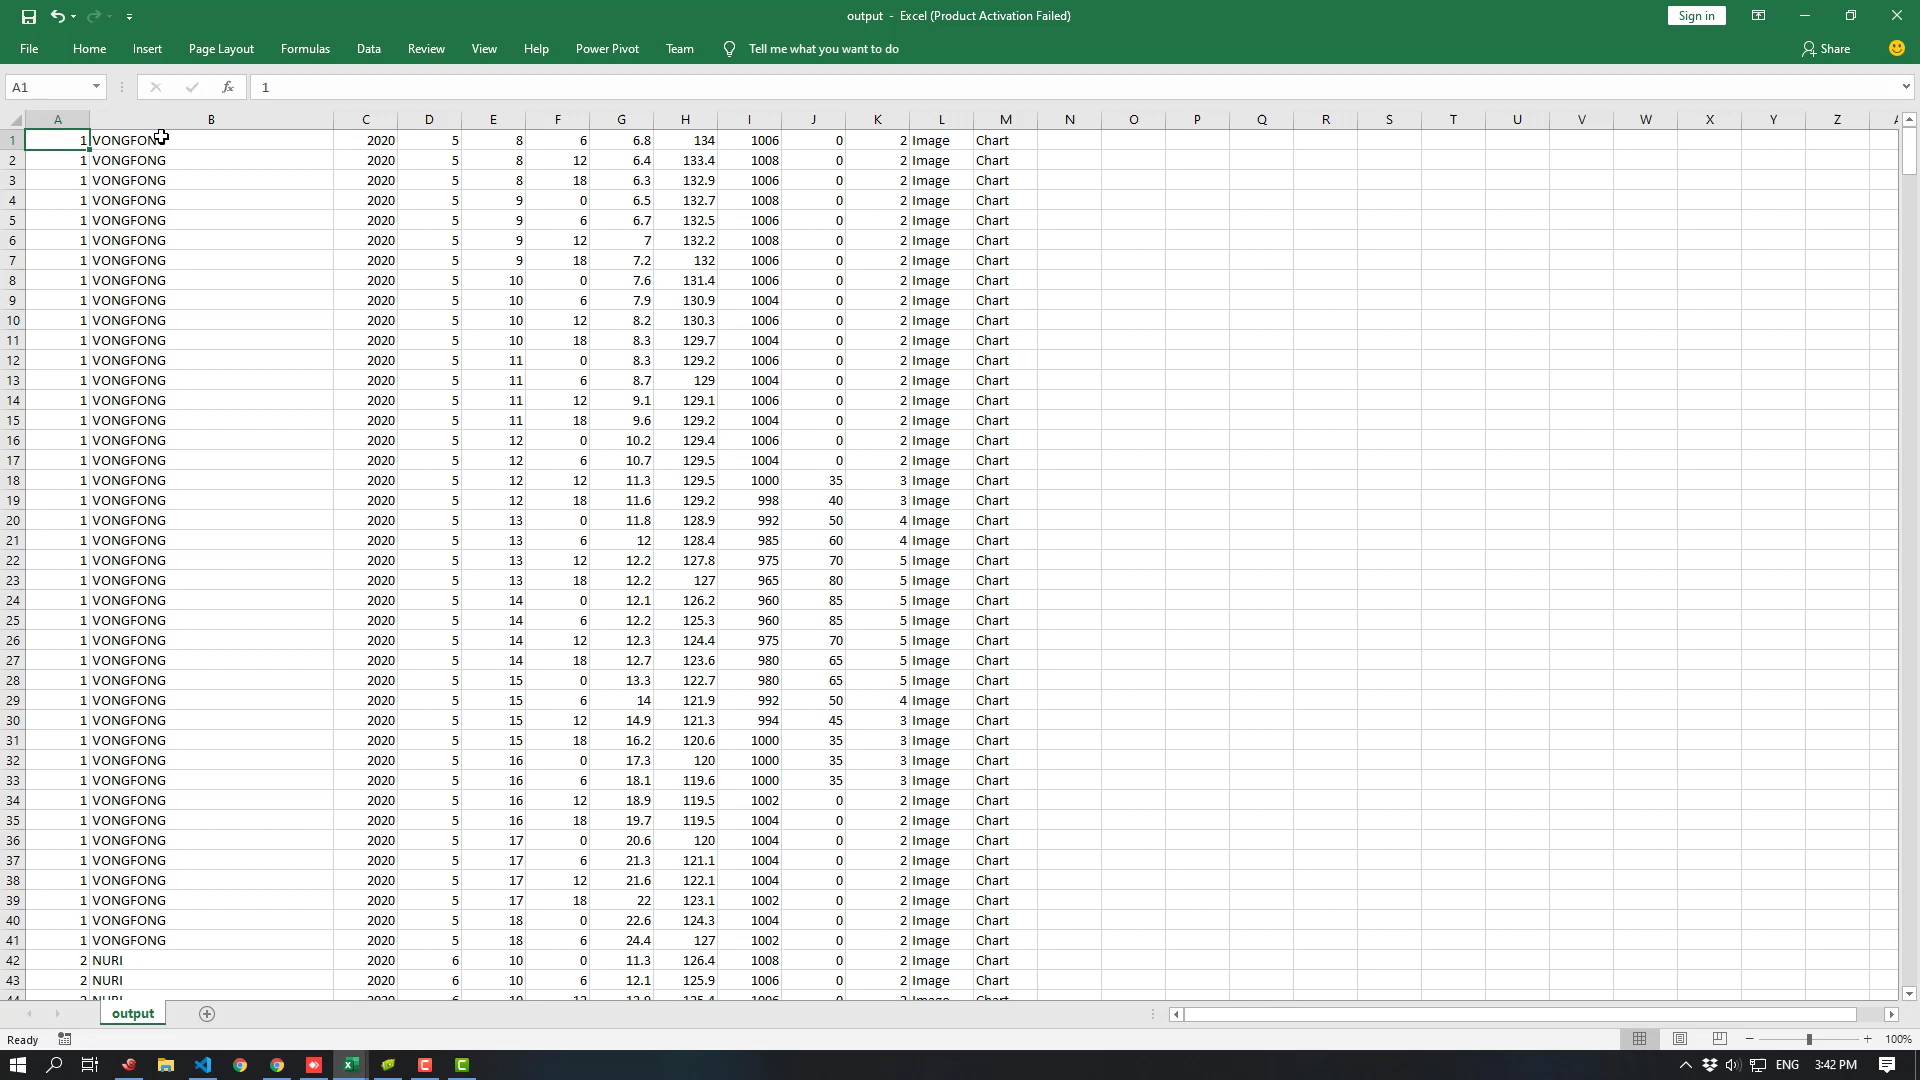 output - Excel (Product Activation Failed)
Sign in
File Home Insert Page Layout Formulas Data Review View Help Power Pivot Team Tell me what you want to do Share
A1 fx 1
A B C D E F G H I J K L M N O P Q R S T U V W X Y Z
1 1 VONGFONG 2020 5 8 6 6.8 134 1006 0 2 Image Chart
2 1 VONGFONG 2020 5 8 12 6.4 133.4 1008 0 2 Image Chart
3 1 VONGFONG 2020 5 8 18 6.3 132.9 1006 0 2 Image Chart
4 1 VONGFONG 2020 5 9 0 6.5 132.7 1008 0 2 Image Chart
5 1 VONGFONG 2020 5 9 6 6.7 132.5 1006 0 2 Image Chart
6 1 VONGFONG 2020 5 9 12 7 132.2 1008 0 2 Image Chart
7 1 VONGFONG 2020 5 9 18 7.2 132 1006 0 2 Image Chart
8 1 VONGFONG 2020 5 10 0 7.6 131.4 1006 0 2 Image Chart
9 1 VONGFONG 2020 5 10 6 7.9 130.9 1004 0 2 Image Chart
10 1 VONGFONG 2020 5 10 12 8.2 130.3 1006 0 2 Image Chart
11 1 VONGFONG 2020 5 10 18 8.3 129.7 1004 0 2 Image Chart
12 1 VONGFONG 2020 5 11 0 8.3 129.2 1006 0 2 Image Chart
13 1 VONGFONG 2020 5 11 6 8.7 129 1004 0 2 Image Chart
14 1 VONGFONG 2020 5 11 12 9.1 129.1 1006 0 2 Image Chart
15 1 VONGFONG 2020 5 11 18 9.6 129.2 1004 0 2 Image Chart
16 1 VONGFONG 2020 5 12 0 10.2 129.4 1006 0 2 Image Chart
17 1 VONGFONG 2020 5 12 6 10.7 129.5 1004 0 2 Image Chart
18 1 VONGFONG 2020 5 12 12 11.3 129.5 1000 35 3 Image Chart
19 1 VONGFONG 2020 5 12 18 11.6 129.2 998 40 3 Image Chart
20 1 VONGFONG 2020 5 13 0 11.8 128.9 992 50 4 Image Chart
21 1 VONGFONG 2020 5 13 6 12 128.4 985 60 4 Image Chart
22 1 VONGFONG 2020 5 13 12 12.2 127.8 975 70 5 Image Chart
23 1 VONGFONG 2020 5 13 18 12.2 127 965 80 5 Image Chart
24 1 VONGFONG 2020 5 14 0 12.1 126.2 960 85 5 Image Chart
25 1 VONGFONG 2020 5 14 6 12.2 125.3 960 85 5 Image Chart
26 1 VONGFONG 2020 5 14 12 12.3 124.4 975 70 5 Image Chart
27 1 VONGFONG 2020 5 14 18 12.7 123.6 980 65 5 Image Chart
28 1 VONGFONG 2020 5 15 0 13.3 122.7 980 65 5 Image Chart
29 1 VONGFONG 2020 5 15 6 14 121.9 992 50 4 Image Chart
30 1 VONGFONG 2020 5 15 12 14.9 121.3 994 45 3 Image Chart
31 1 VONGFONG 2020 5 15 18 16.2 120.6 1000 35 3 Image Chart
32 1 VONGFONG 2020 5 16 0 17.3 120 1000 35 3 Image Chart
33 1 VONGFONG 2020 5 16 6 18.1 119.6 1000 35 3 Image Chart
34 1 VONGFONG 2020 5 16 12 18.9 119.5 1002 0 2 Image Chart
35 1 VONGFONG 2020 5 16 18 19.7 119.5 1004 0 2 Image Chart
36 1 VONGFONG 2020 5 17 0 20.6 120 1004 0 2 Image Chart
37 1 VONGFONG 2020 5 17 6 21.3 121.1 1004 0 2 Image Chart
38 1 VONGFONG 2020 5 17 12 21.6 122.1 1004 0 2 Image Chart
39 1 VONGFONG 2020 5 17 18 22 123.1 1002 0 2 Image Chart
40 1 VONGFONG 2020 5 18 0 22.6 124.3 1004 0 2 Image Chart
41 1 VONGFONG 2020 5 18 6 24.4 127 1002 0 2 Image Chart
42 2 NURI 2020 6 10 0 11.3 126.4 1008 0 2 Image Chart
43 2 NURI 2020 6 10 6 12.1 125.9 1006 0 2 Image Chart
output
Ready 100%
ENG 3:42 PM